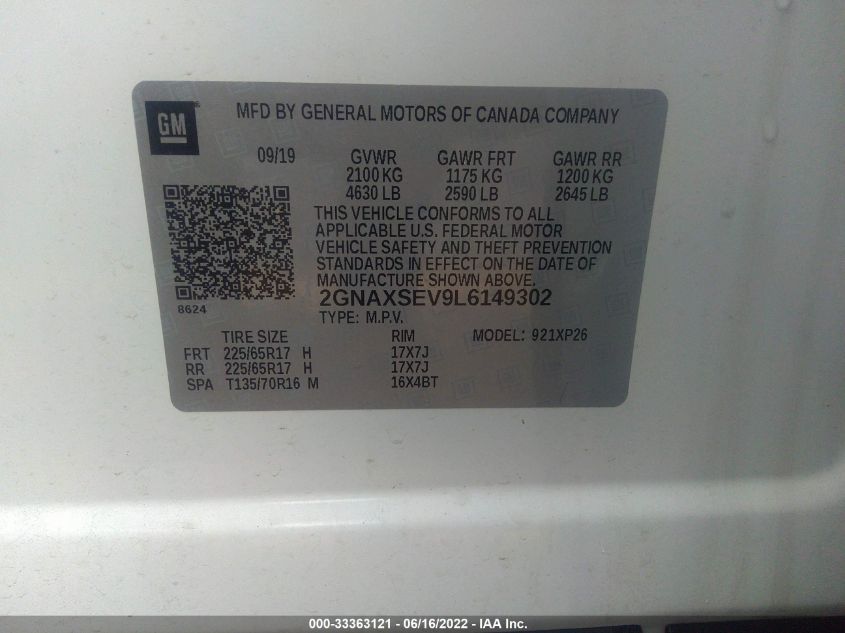 GM
MFD BY GENERAL MOTORS OF CANADA COMPANY
09/19 GVWR GAWR FRT GAWR RR
2100 KG 1175 KG 1200 KG
4630 LB 2590 LB 2645 LB
THIS VEHICLE CONFORMS TO ALL
APPLICABLE U.S. FEDERAL MOTOR
VEHICLE SAFETY AND THEFT PREVENTION
STANDARDS IN EFFECT ON THE DATE OF
MANUFACTURE SHOWN ABOVE.
8624 2GNAXSEV9L6149302
TYPE: M.P.V.
TIRE SIZE RIM MODEL: 921XP26
FRT 225/65R17 H 17X7J
RR 225/65R17 H 17X7J
SPA T135/70R16 M 16X4BT
000-33363121 - 06/16/2022 - IAA Inc.